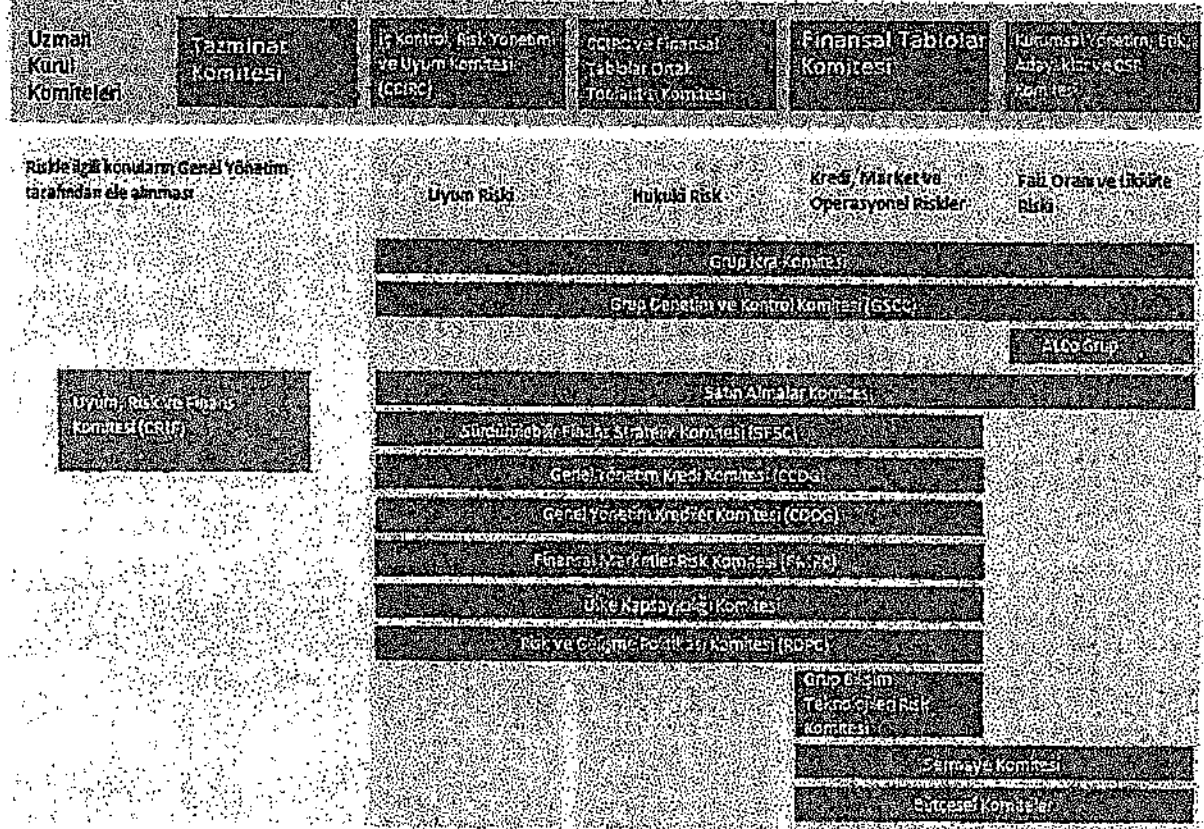 Uzman
Kurul
Komiteleri
Tazminat
Komitesi
İç Kontrol, Risk Yönetimi
ve Uyum Komitesi
(CCIRC)
CCIRC ve Finansal
Tablolar Ortak
Toplantı Komitesi
Finansal Tablolar
Komitesi
Kurumsal Yönetim, Etik,
Adaylıklar ve CSR
Komitesi
Riskle ilgili konuların Genel Yönetim
tarafından ele alınması
Uyum Riski
Hukuki Risk
Kredi, Market ve
Operasyonel Riskler
Faiz Oranı ve Likidite
Riski
Grup İcra Komitesi
Grup Denetim ve Kontrol Komitesi (GSCC)
ALCo Grup
Satın Almalar Komitesi
Uyum, Risk ve Finans
Komitesi (CRIF)
Sürdürülebilir Finans Strateji Komitesi (SFSC)
Genel Yönetim Kredi Komitesi (CCDG
Genel Yönetim Krediler Komitesi (CDOG)
Finansal Marketler Risk Komitesi (FMRC)
Ülke Kapsayıcılığı Komitesi
Risk ve Gelişme Politikası Komitesi (RDPC)
Grup Bilişim
Teknolojileri Risk
Komitesi
Sermaye Komitesi
Bütçesel Komiteler